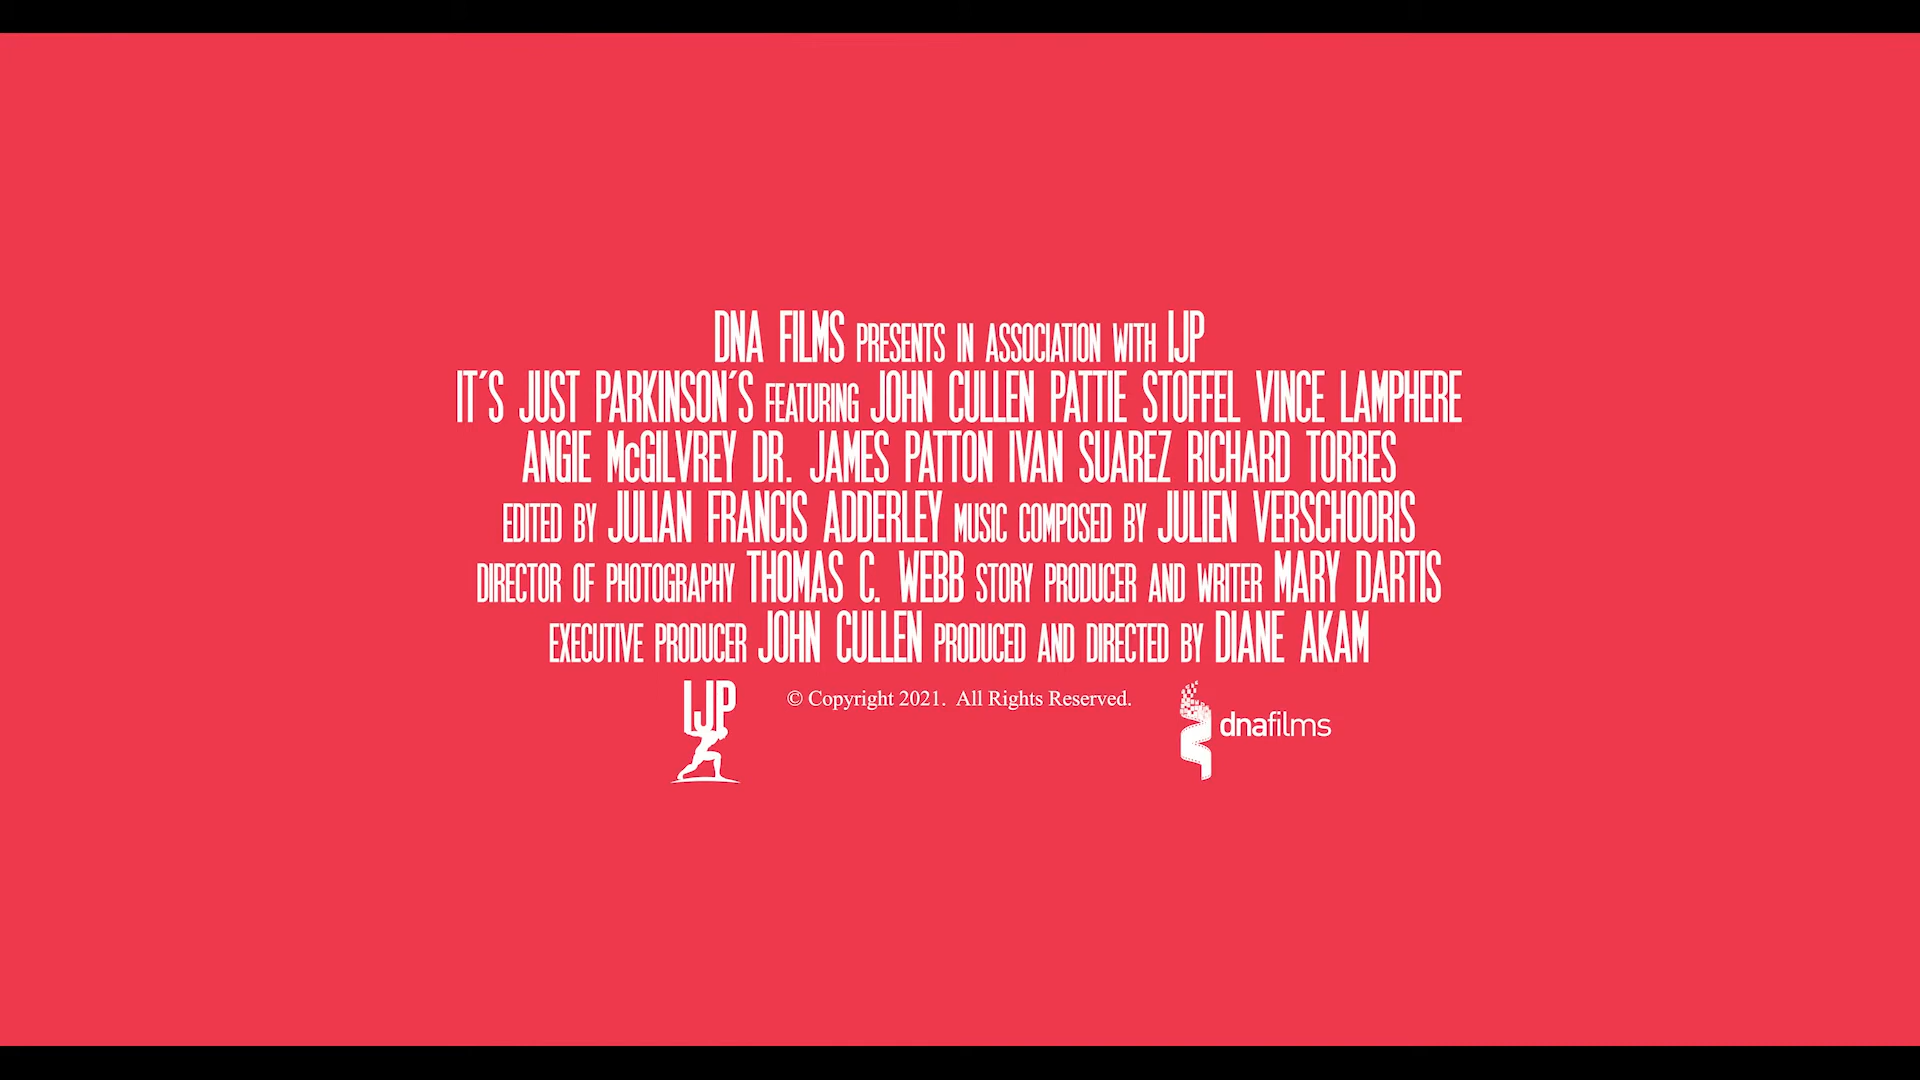 DNA FILMS PRESENTS IN ASSOCIATION WITH IJP
IT'S JUST PARKINSON'S FEATURING JOHN CULLEN PATTIE STOFFEL VINCE LAMPHERE
ANGIE McGILVREY DR. JAMES PATTON IVAN SUAREZ RICHARD TORRES
EDITED BY JULIAN FRANCIS ADDERLEY MUSIC COMPOSED BY JULIEN VERSCHOORIS
DIRECTOR OF PHOTOGRAPHY THOMAS C. WEBB STORY PRODUCER AND WRITER MARY DARTIS
EXECUTIVE PRODUCER JOHN CULLEN PRODUCED AND DIRECTED BY DIANE AKAM
IJP
© Copyright 2021. All Rights Reserved.
dnafilms